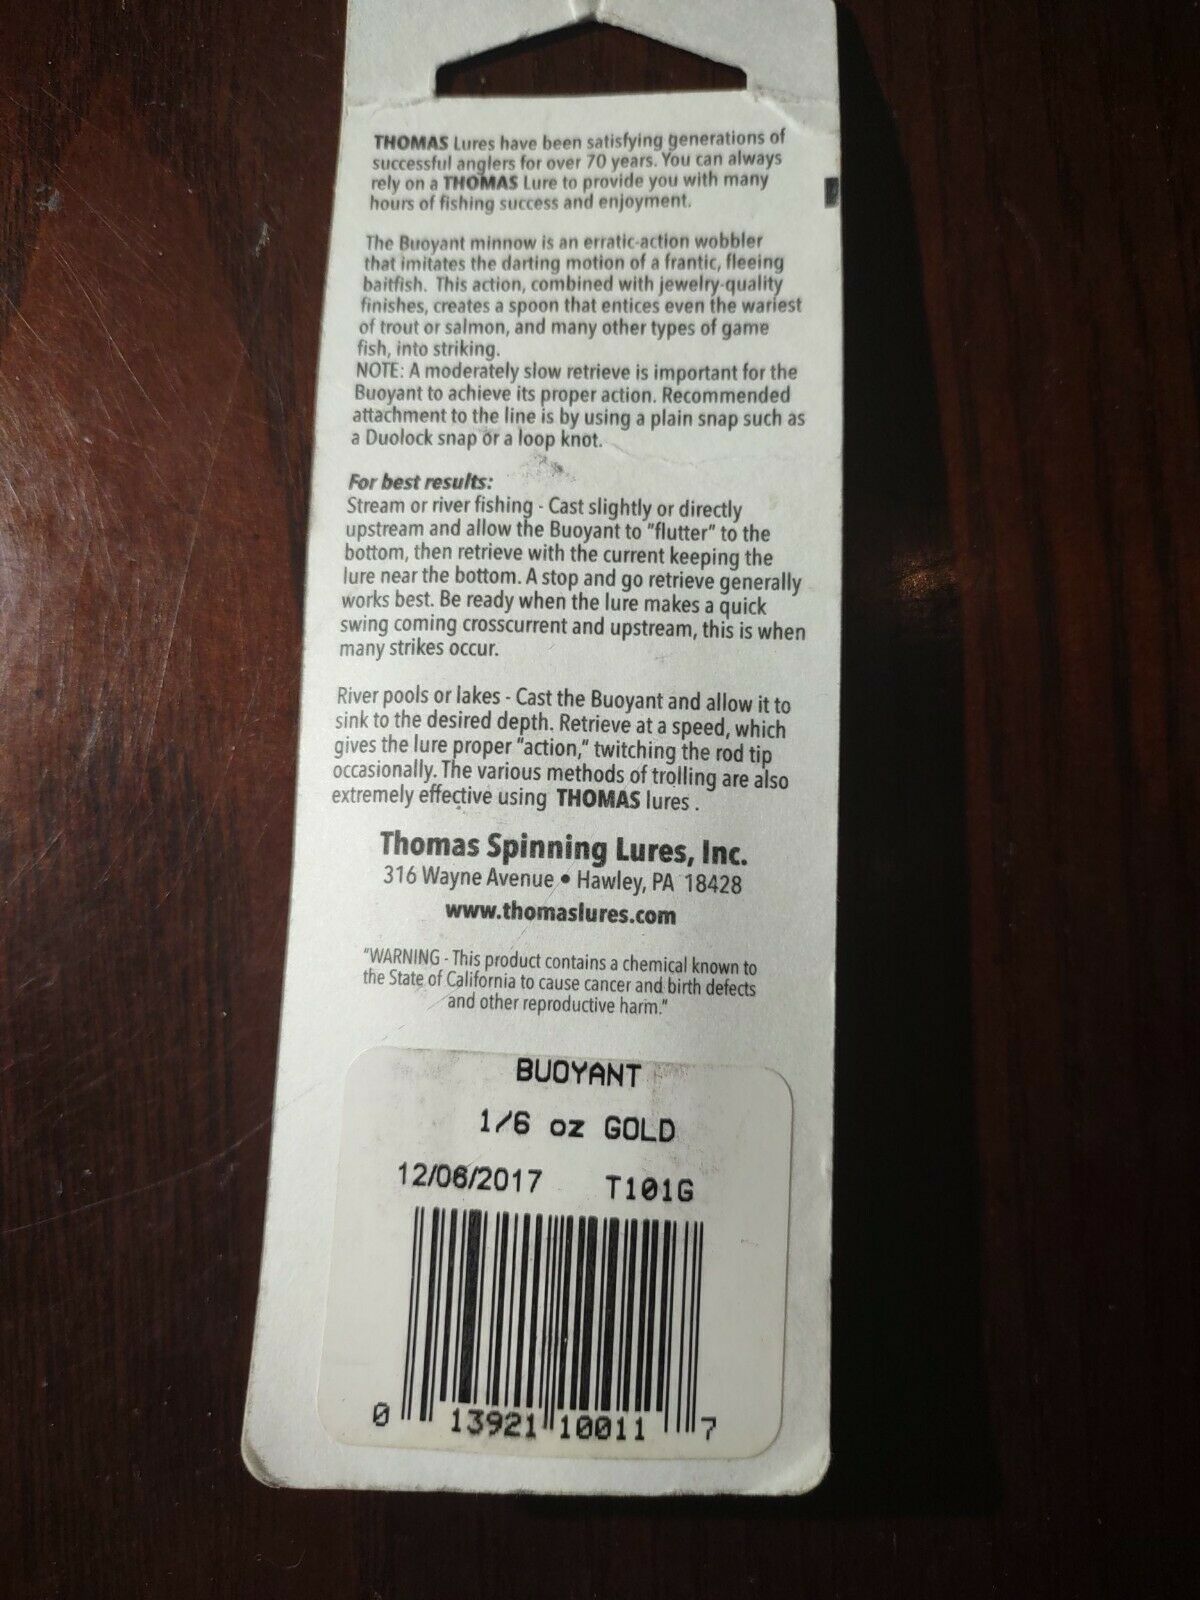 THOMAS Lures have been satisfying generations of
successful anglers for over 70 years. You can always
rely on a THOMAS Lure to provide you with many
hours of fishing success and enjoyment.
The Buoyant minnow is an erratic-action wobbler
that imitates the darting motion of a frantic, fleeing
baitfish. This action, combined with jewelry-quality
finishes, creates a spoon that entices even the wariest
of trout or salmon, and many other types of game
fish, into striking.
NOTE: A moderately slow retrieve is important for the
Buoyant to achieve its proper action. Recommended
attachment to the line is by using a plain snap such as
a Duolock snap or a loop knot.
For best results:
Stream or river fishing - Cast slightly or directly
upstream and allow the Buoyant to "flutter" to the
bottom, then retrieve with the current keeping the
lure near the bottom. A stop and go retrieve generally
works best. Be ready when the lure makes a quick
swing coming crosscurrent and upstream, this is when
many strikes occur.
River pools or lakes - Cast the Buoyant and allow it to
sink to the desired depth. Retrieve at a speed, which
gives the lure proper "action," twitching the rod tip
occasionally. The various methods of trolling are also
extremely effective using THOMAS lures .
Thomas Spinning Lures, Inc.
316 Wayne Avenue • Hawley, PA 18428
www.thomaslures.com
"WARNING - This product contains a chemical known to
the State of California to cause cancer and birth defects
and other reproductive harm."
BUOYANT
1/6 oz GOLD
12/06/2017 T101G
0 13921 10011 7